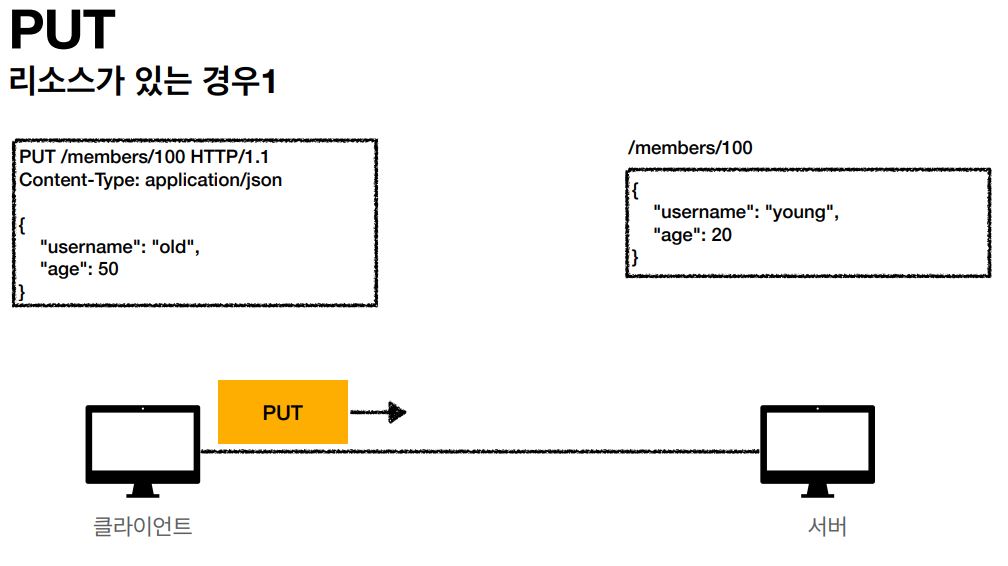 PUT
리소스가 있는 경우1
PUT /members/100 HTTP/1.1
Content-Type: application/json
{
"username": "old",
"age": 50
}
/members/100
{
"username": "young",
"age": 20
}
PUT
클라이언트
서버